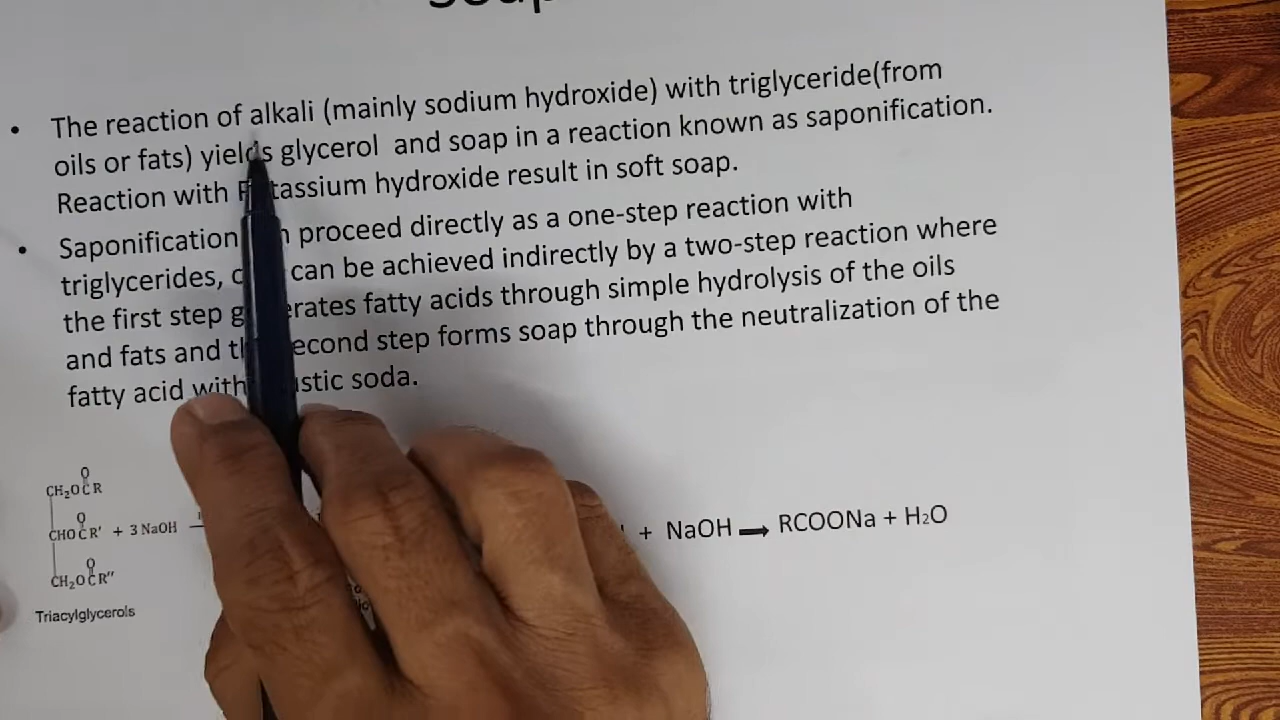 • The reaction of alkali (mainly sodium hydroxide) with triglyceride(from
oils or fats) yields glycerol and soap in a reaction known as saponification.
Reaction with tassium hydroxide result in soft soap.
• Saponification proceed directly as a one-step reaction with
triglycerides, can be achieved indirectly by a two-step reaction where
the first step erates fatty acids through simple hydrolysis of the oils
and fats and econd step forms soap through the neutralization of the
fatty acid with stic soda.
O
CH₂OCR
O
CHOCR' + 3 NaOH
O
CH₂OCR"
Triacylglycerols
+ NaOH ➡ RCOONa + H₂O